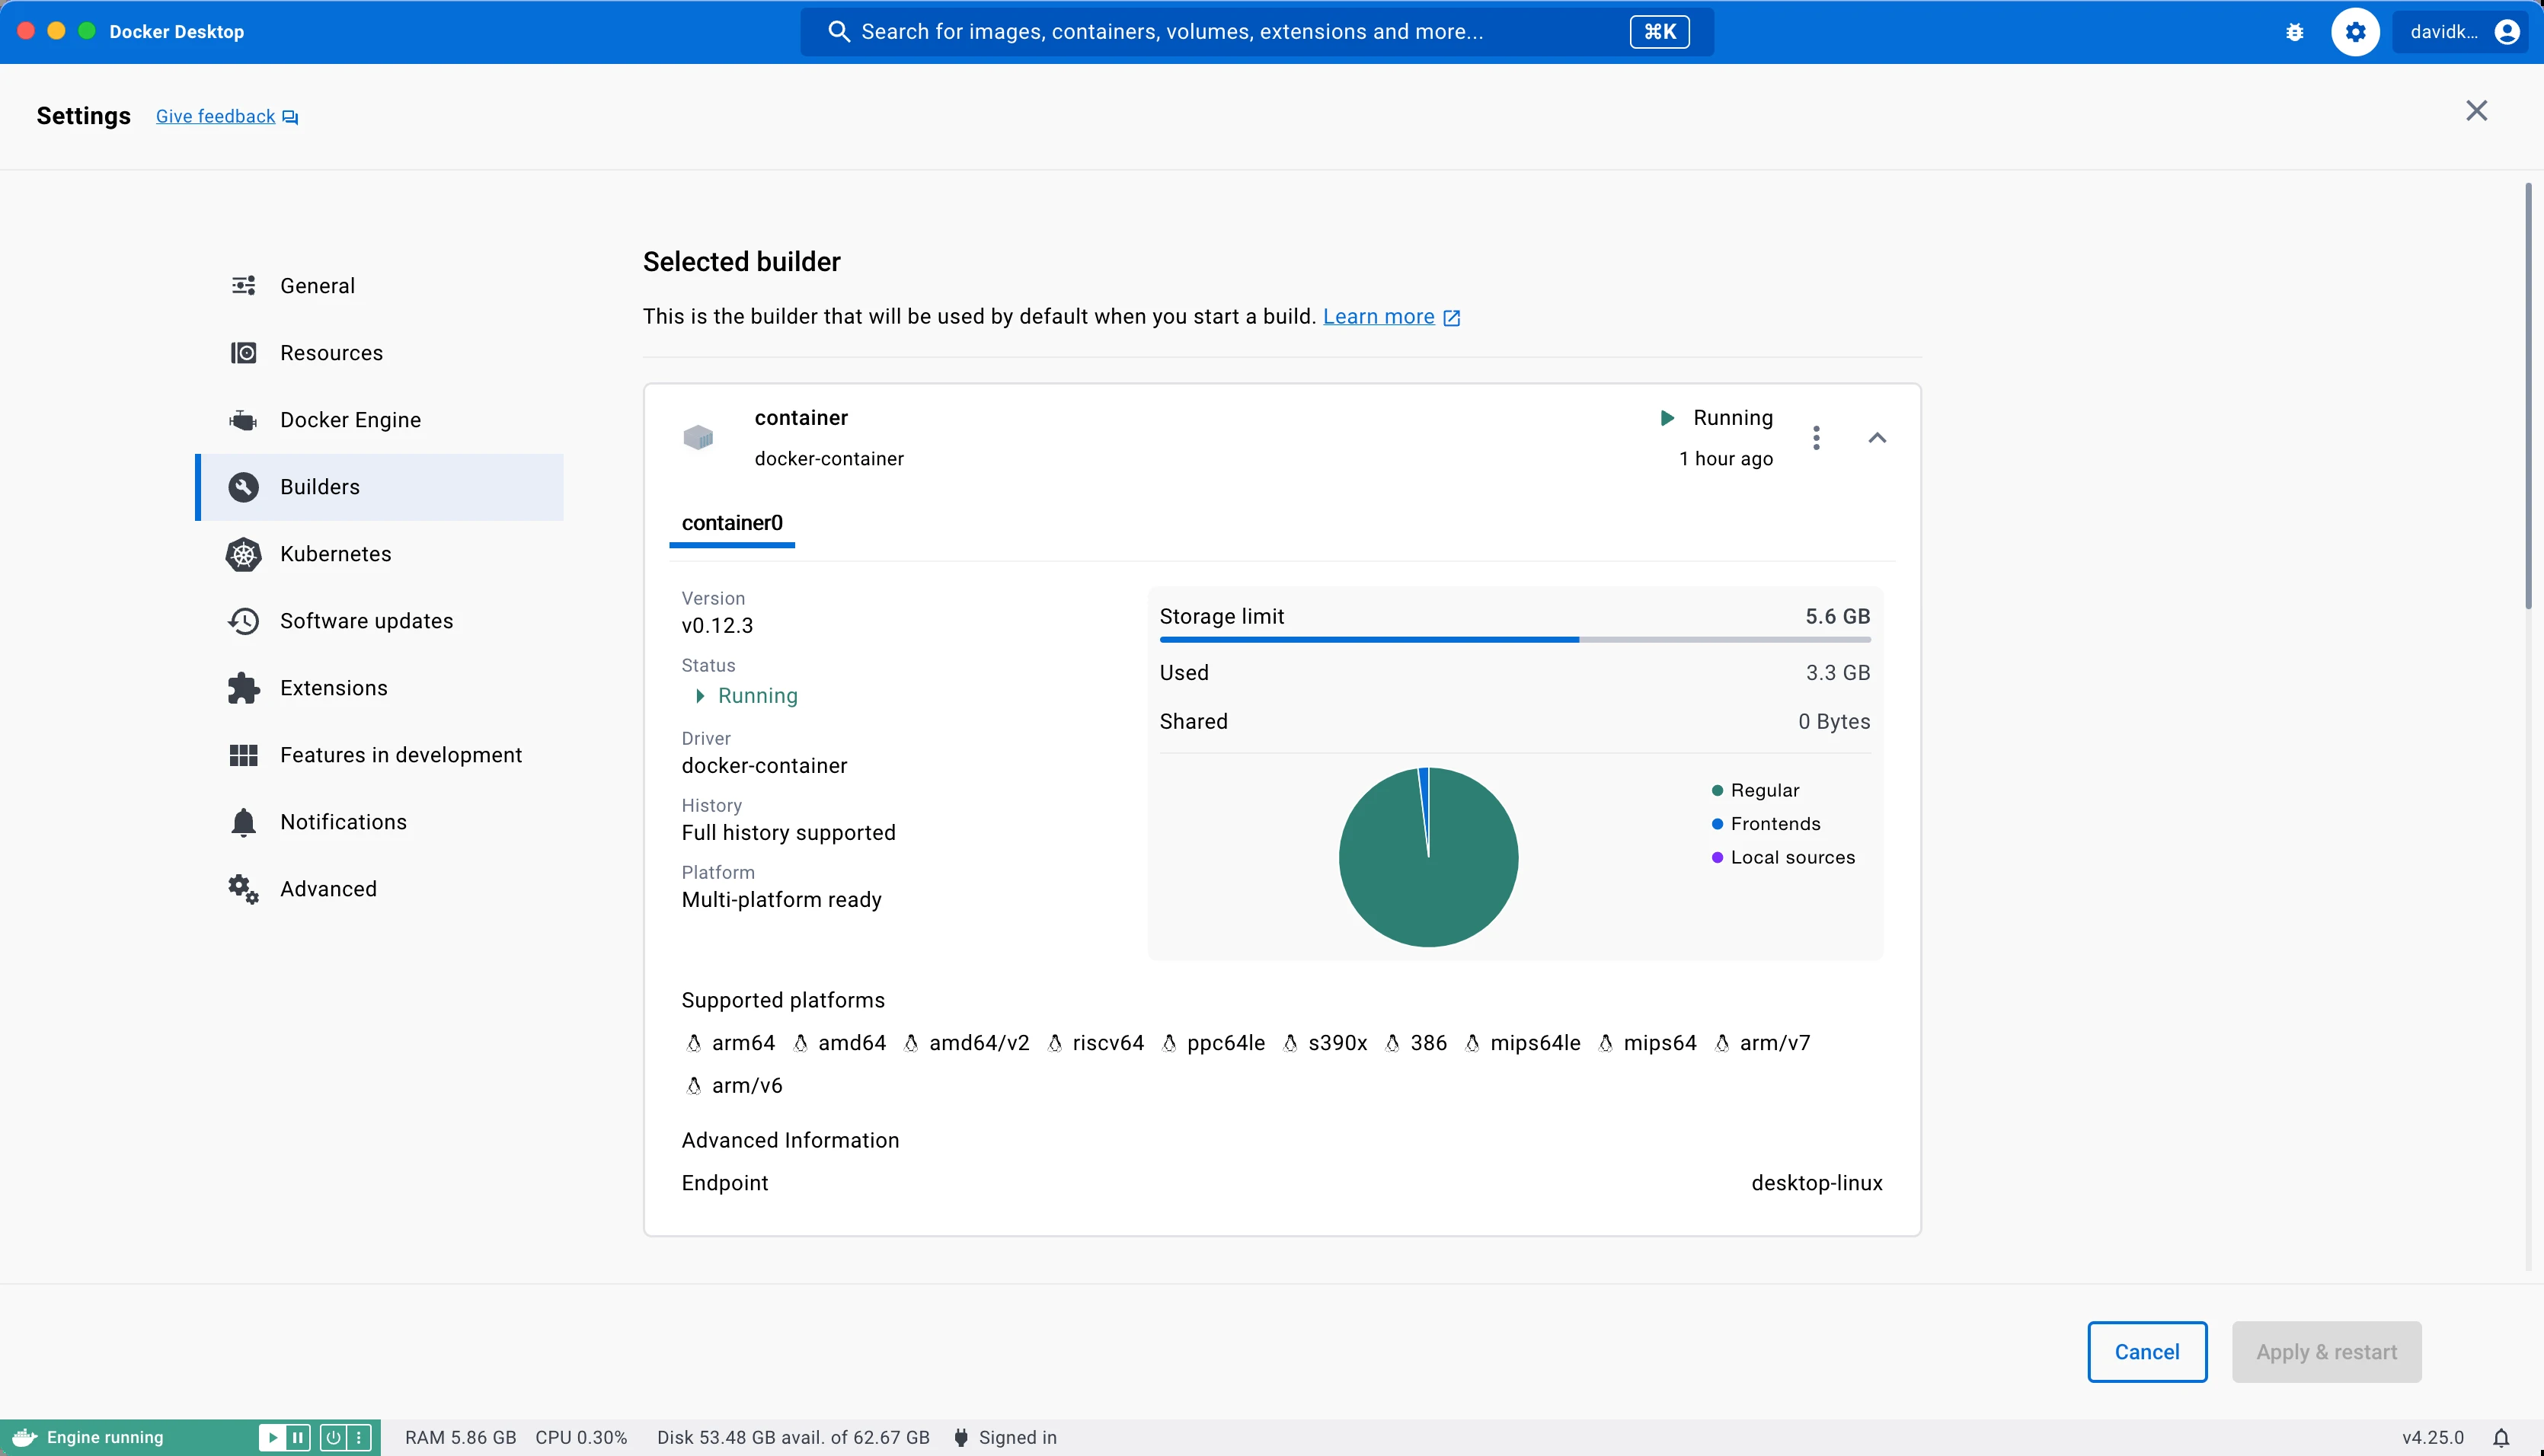 Docker Desktop
Search for images, containers, volumes, extensions and more...
⌘K
davidk...
Settings
Give feedback
General
Resources
Docker Engine
Builders
Kubernetes
Software updates
Extensions
Features in development
Notifications
Advanced
Selected builder
This is the builder that will be used by default when you start a build. Learn more
container
docker-container
Running
1 hour ago
container0
Version
v0.12.3
Status
Running
Driver
docker-container
History
Full history supported
Platform
Multi-platform ready
Storage limit 5.6 GB
Used 3.3 GB
Shared 0 Bytes
Regular
Frontends
Local sources
Supported platforms
arm64 amd64 amd64/v2 riscv64 ppc64le s390x 386 mips64le mips64 arm/v7
arm/v6
Advanced Information
Endpoint desktop-linux
Cancel
Apply & restart
Engine running
RAM 5.86 GB CPU 0.30% Disk 53.48 GB avail. of 62.67 GB Signed in
v4.25.0